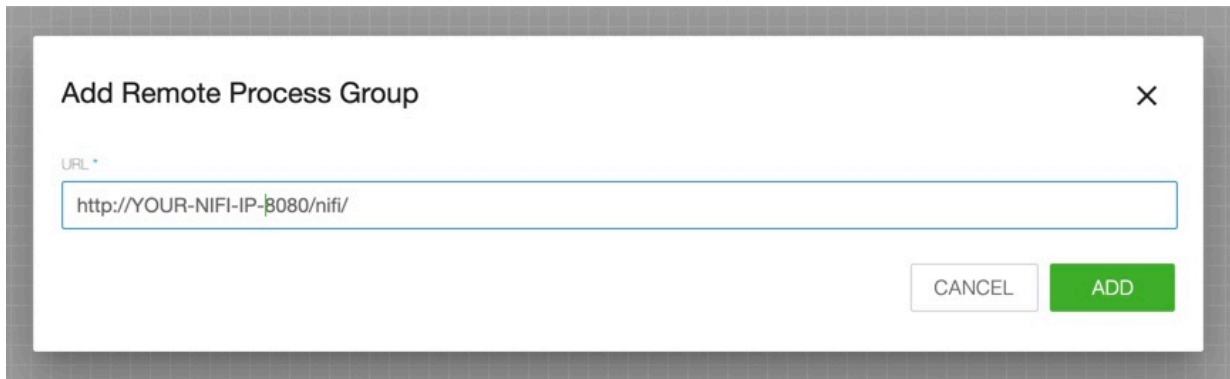 Add Remote Process Group
URL *
http://YOUR-NIFI-IP-8080/nifi/
CANCEL
ADD